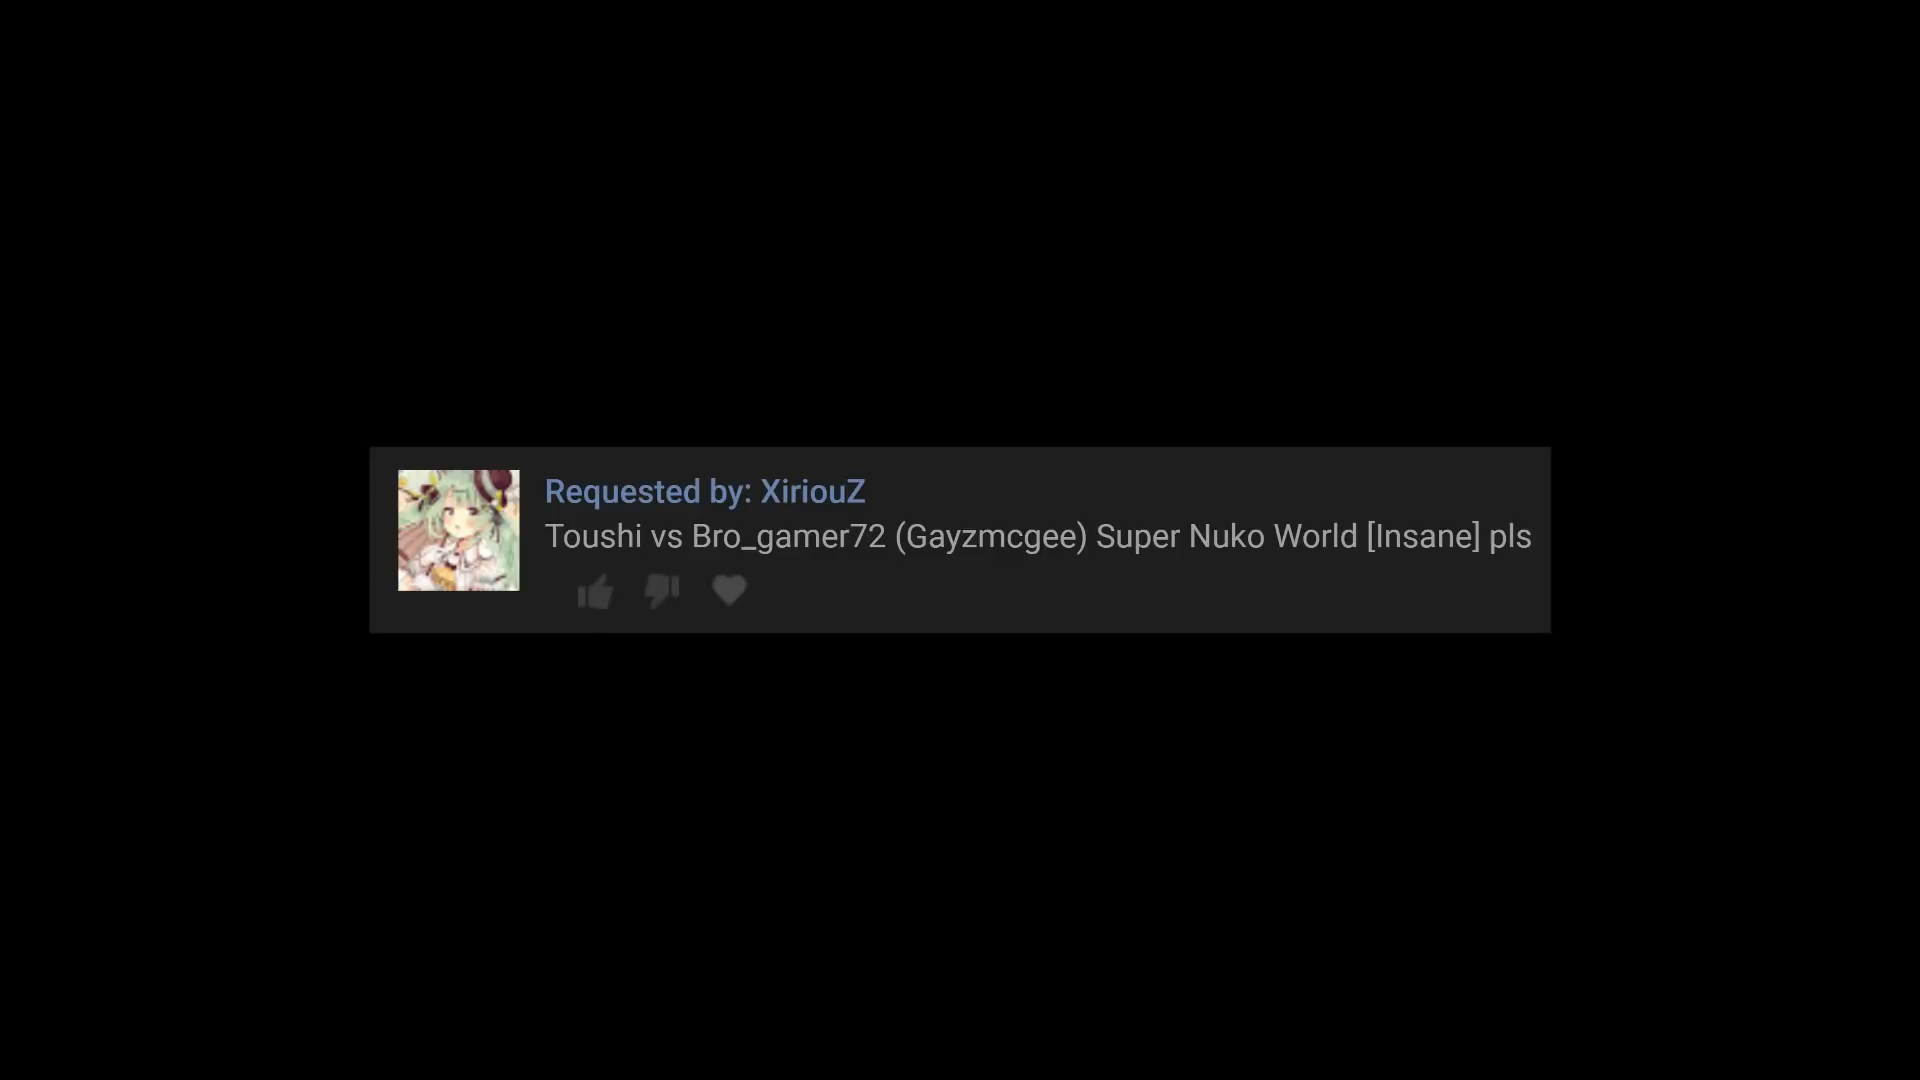 Requested by: XiriouZ
Toushi vs Bro_gamer72 (Gayzmcgee) Super Nuko World [Insane] pls